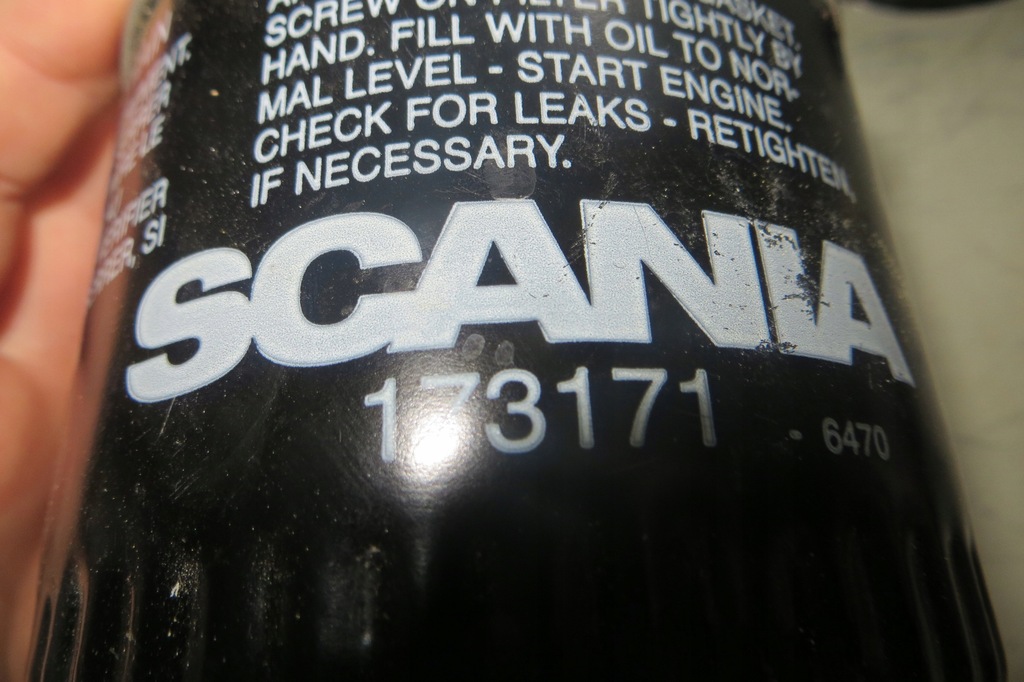 SCREW ON FILTER TIGHTLY BY
HAND. FILL WITH OIL TO NOR-
MAL LEVEL - START ENGINE.
CHECK FOR LEAKS - RETIGHTEN,
IF NECESSARY.
SCANIA
173171 - 6470